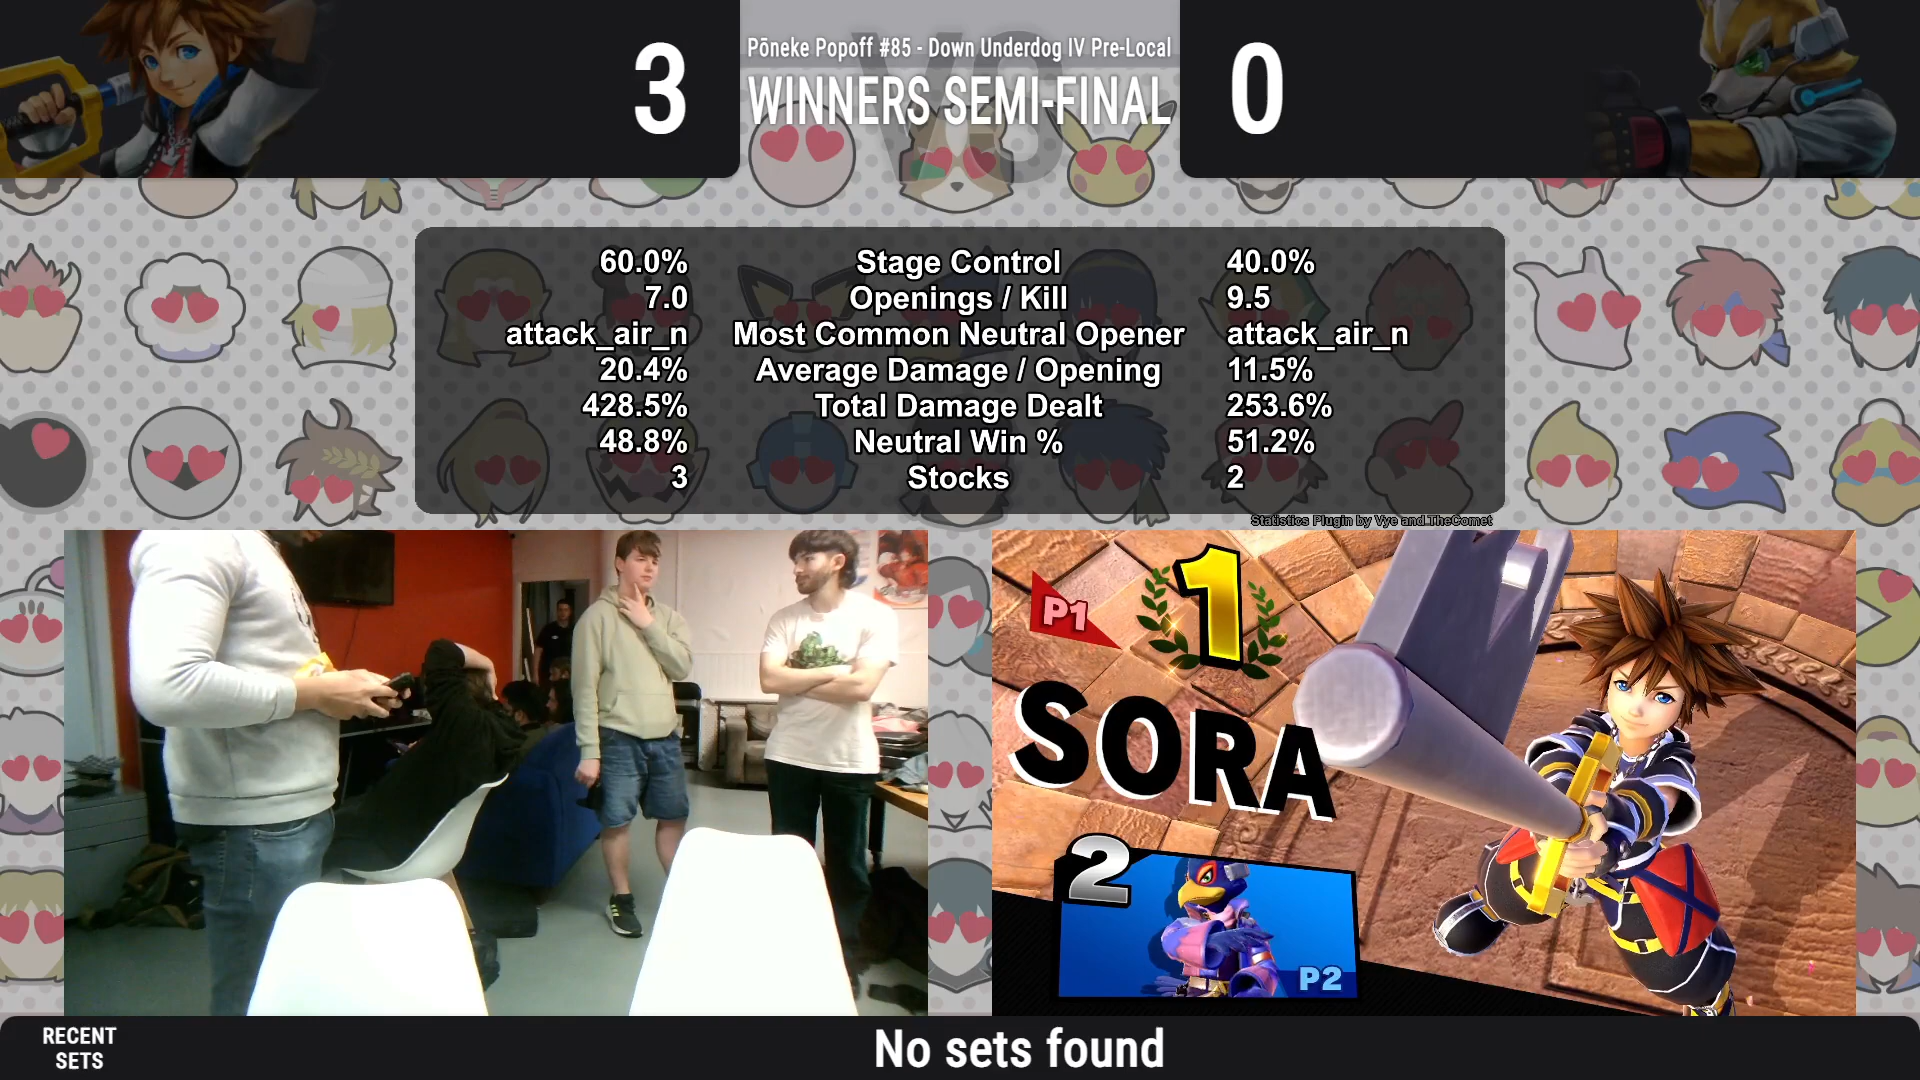 3
VS
Pōneke Popoff #85 - Down Underdog IV Pre-Local
WINNERS SEMI-FINAL
0
60.0% Stage Control 40.0%
7.0 Openings / Kill 9.5
attack_air_n Most Common Neutral Opener attack_air_n
20.4% Average Damage / Opening 11.5%
428.5% Total Damage Dealt 253.6%
48.8% Neutral Win % 51.2%
3 Stocks 2
Statistics Plugin by Vye and TheComet
P1
1
SORA
2
P2
RECENT
SETS
No sets found